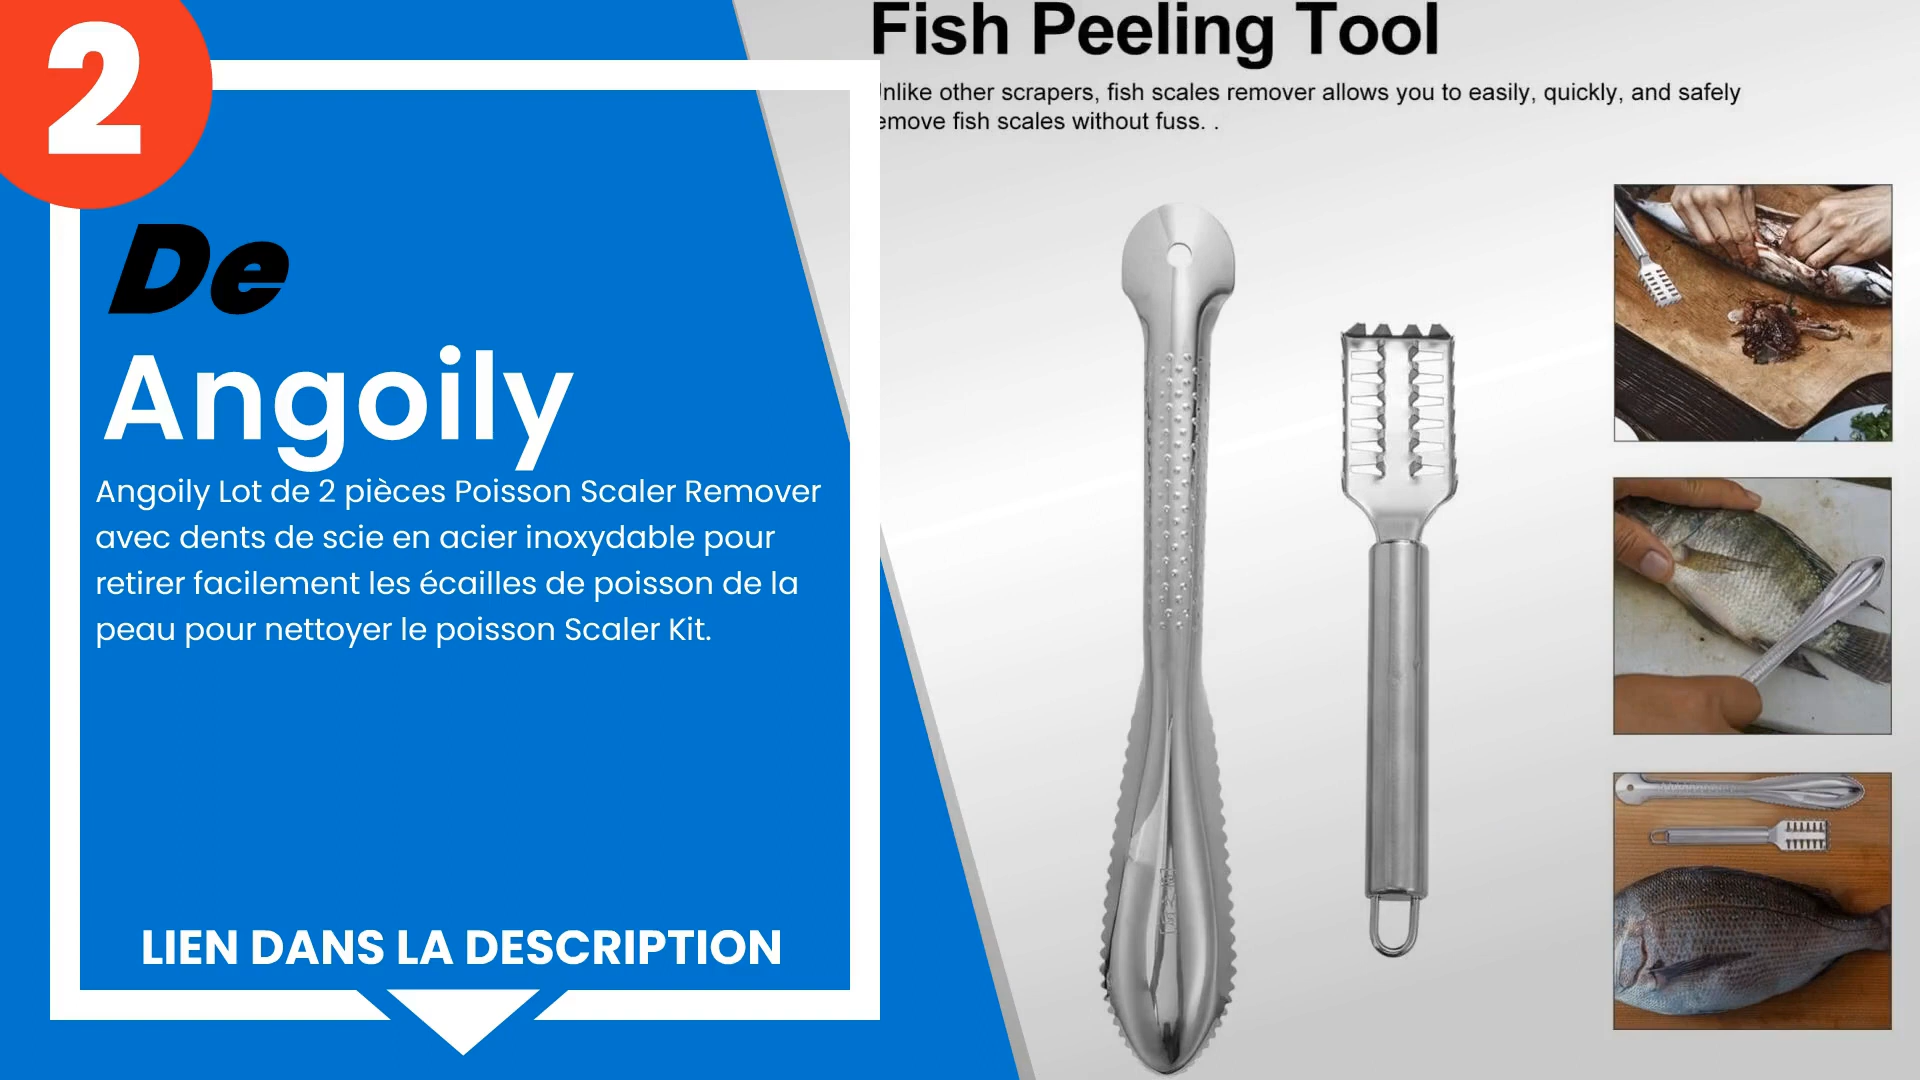 2
Fish Peeling Tool
nlike other scrapers, fish scales remover allows you to easily, quickly, and safely
emove fish scales without fuss. .
De
Angoily
Angoily Lot de 2 pièces Poisson Scaler Remover
avec dents de scie en acier inoxydable pour
retirer facilement les écailles de poisson de la
peau pour nettoyer le poisson Scaler Kit.
LIEN DANS LA DESCRIPTION